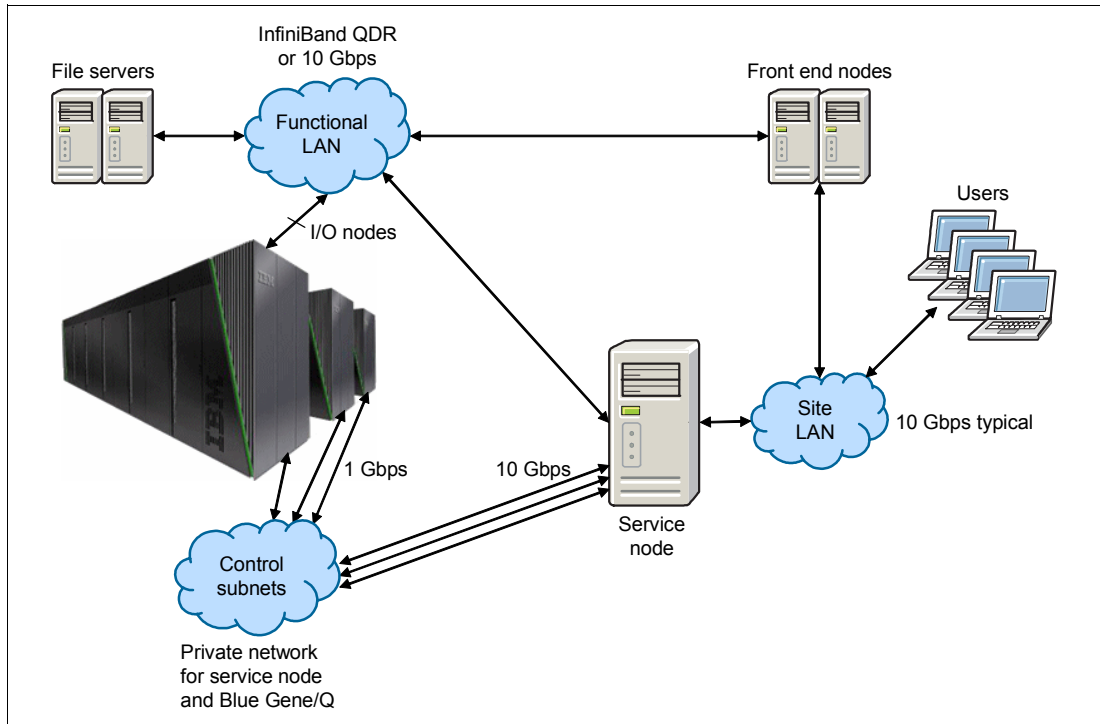 InfiniBand QDR
or 10 Gbps
File servers
Front end nodes
Functional
LAN
Users
I/O nodes
IBM
IBM
Site
LAN
10 Gbps typical
1 Gbps
10 Gbps
Service
node
Control
subnets
Private network
for service node
and Blue Gene/Q